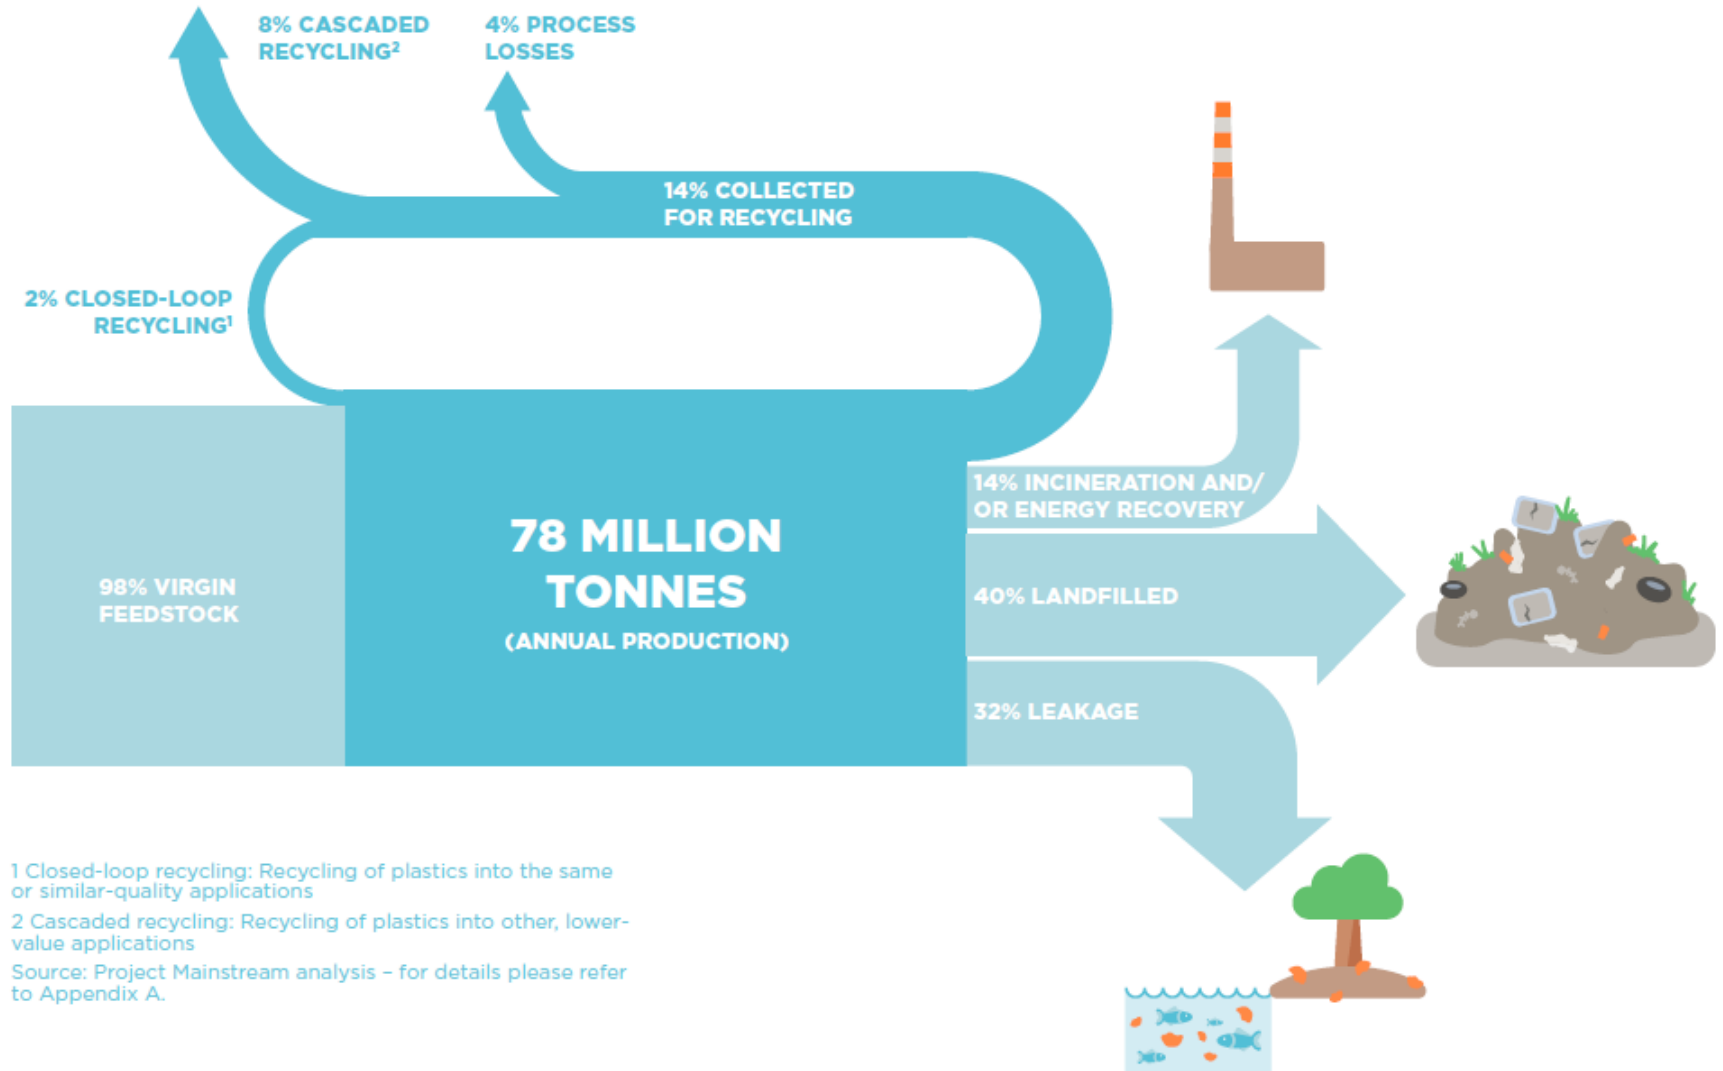 8% CASCADED
RECYCLING²
4% PROCESS
LOSSES
14% COLLECTED
FOR RECYCLING
2% CLOSED-LOOP
RECYCLING¹
98% VIRGIN
FEEDSTOCK
78 MILLION
TONNES
(ANNUAL PRODUCTION)
14% INCINERATION AND/
OR ENERGY RECOVERY
40% LANDFILLED
32% LEAKAGE
1 Closed-loop recycling: Recycling of plastics into the same
or similar-quality applications
2 Cascaded recycling: Recycling of plastics into other, lower-
value applications
Source: Project Mainstream analysis – for details please refer
to Appendix A.